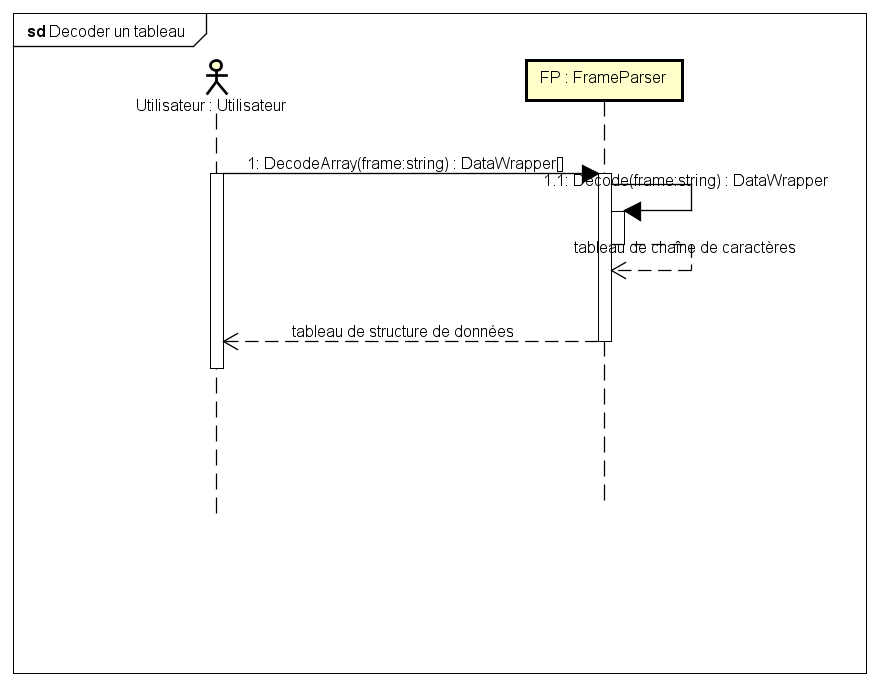 sd Decoder un tableau
Utilisateur : Utilisateur
FP : FrameParser
1: DecodeArray(frame:string) : DataWrapper[]
1.1: Decode(frame:string) : DataWrapper
tableau de chaîne de caractères
tableau de structure de données